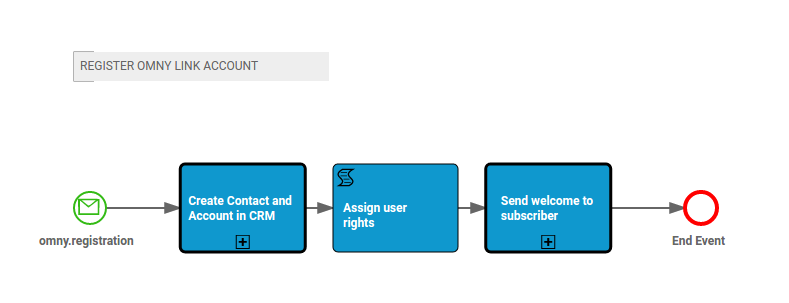 REGISTER OMNY LINK ACCOUNT
Create Contact and
Account in CRM
Assign user
rights
Send welcome to
subscriber
omny.registration
End Event